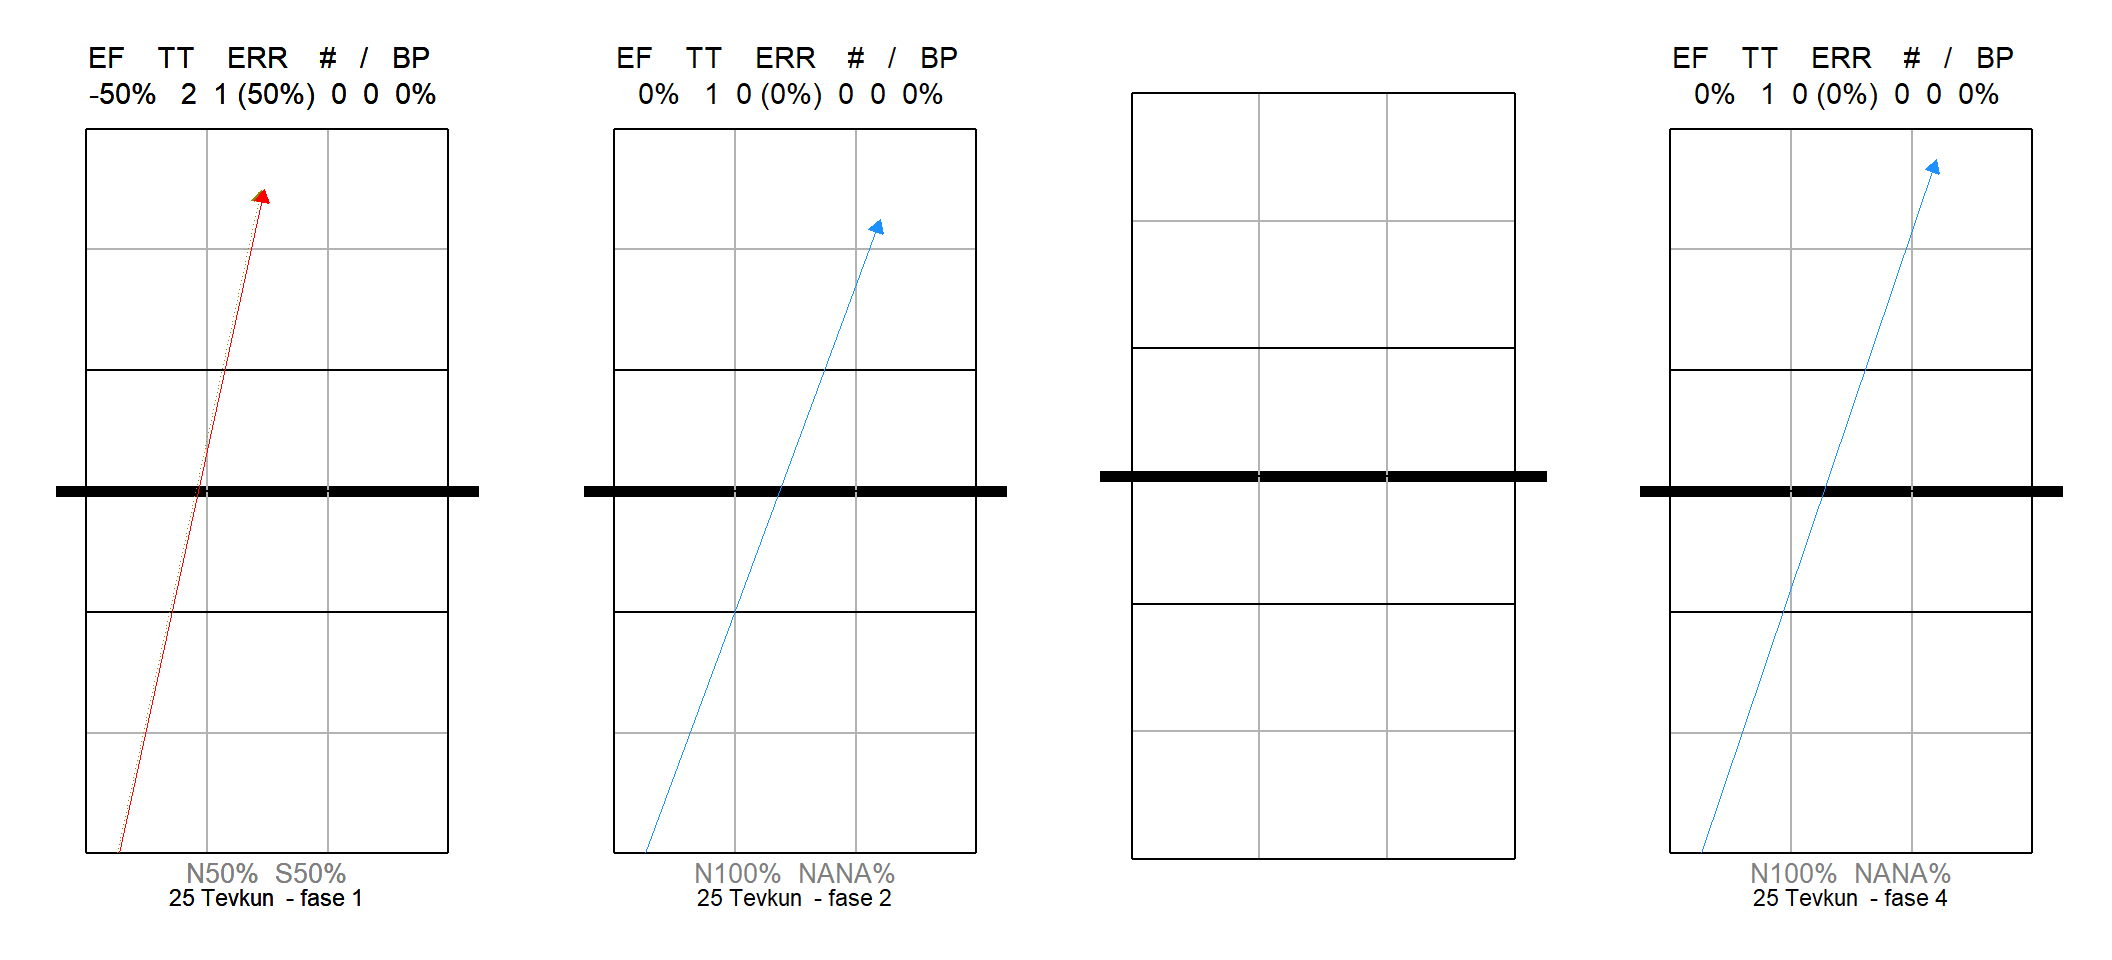 EF TT ERR # / BP
-50% 2 1 (50%) 0 0 0%
N50% S50%
25 Tevkun - fase 1
EF TT ERR # / BP
0% 1 0 (0%) 0 0 0%
N100% NANA%
25 Tevkun - fase 2
EF TT ERR # / BP
0% 1 0 (0%) 0 0 0%
N100% NANA%
25 Tevkun - fase 4